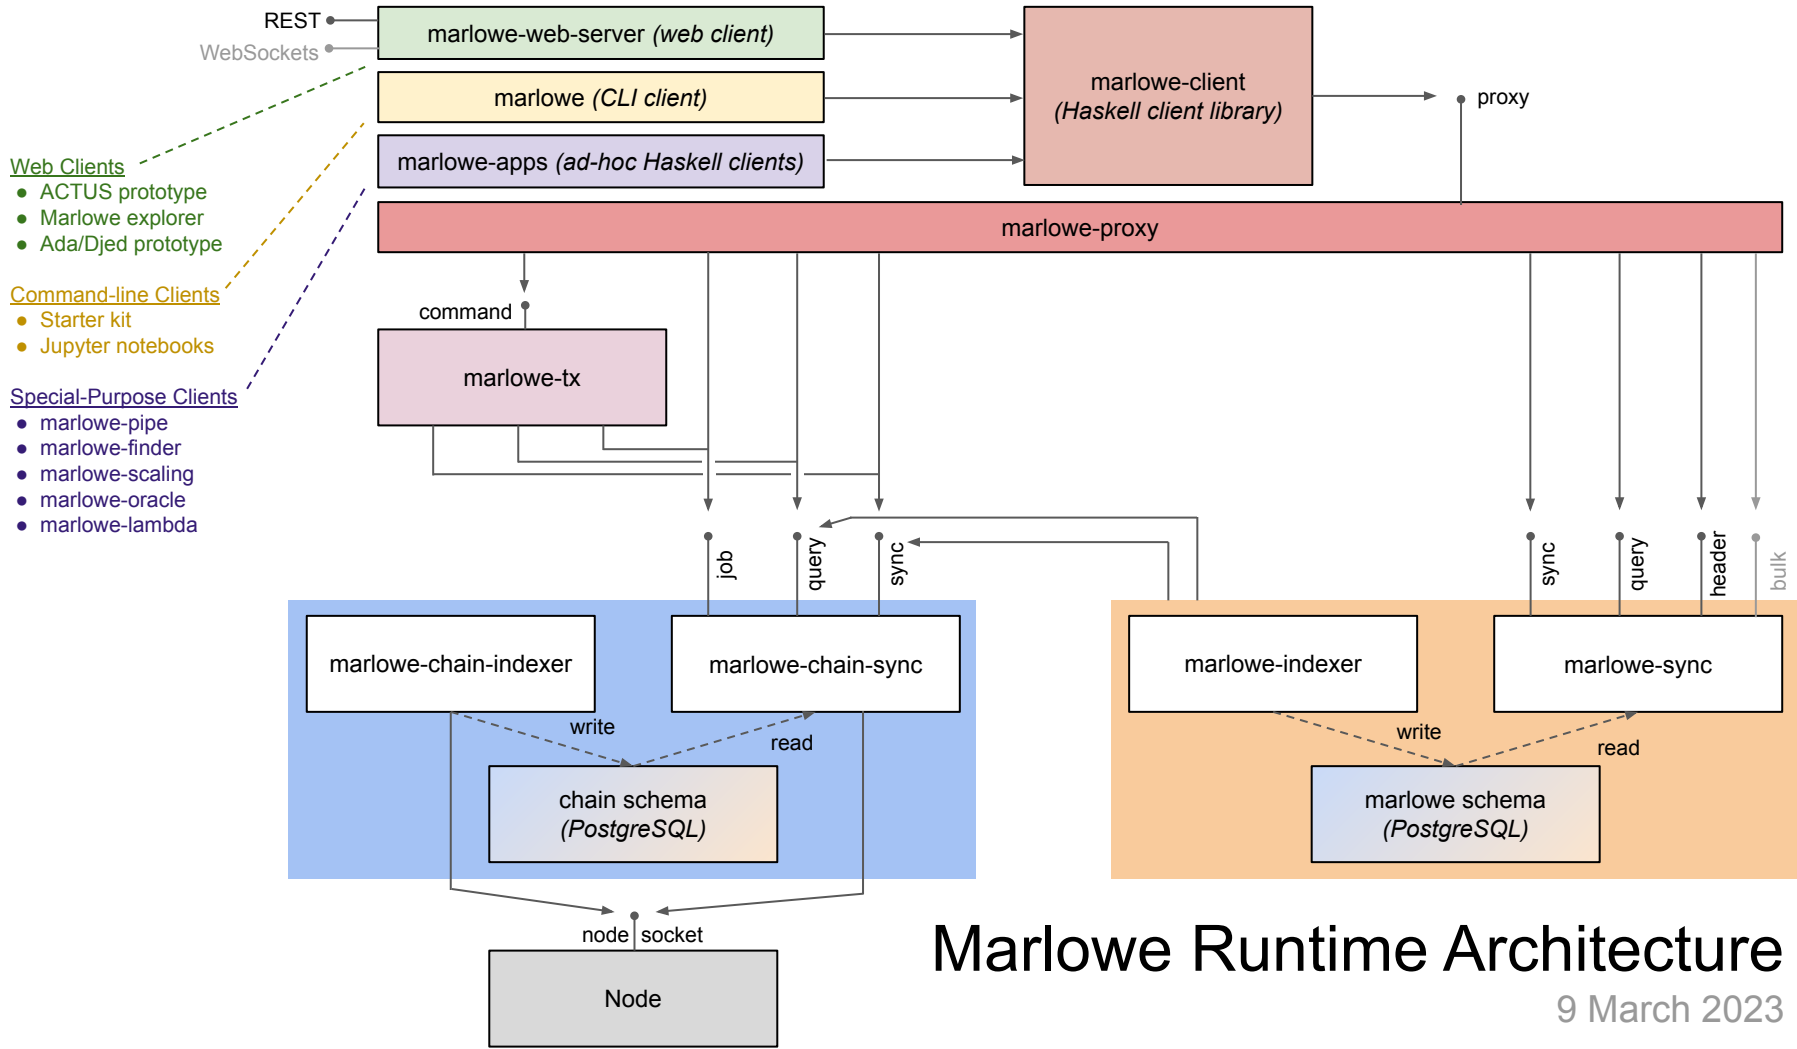 REST
WebSockets
marlowe-web-server (web client)
marlowe (CLI client)
marlowe-apps (ad-hoc Haskell clients)
marlowe-client
(Haskell client library)
proxy
Web Clients
● ACTUS prototype
● Marlowe explorer
● Ada/Djed prototype
Command-line Clients
● Starter kit
● Jupyter notebooks
Special-Purpose Clients
● marlowe-pipe
● marlowe-finder
● marlowe-scaling
● marlowe-oracle
● marlowe-lambda
marlowe-proxy
command
marlowe-tx
job
query
sync
sync
query
header
bulk
marlowe-chain-indexer
marlowe-chain-sync
write
read
chain schema
(PostgreSQL)
marlowe-indexer
marlowe-sync
write
read
marlowe schema
(PostgreSQL)
node socket
Node
Marlowe Runtime Architecture
9 March 2023